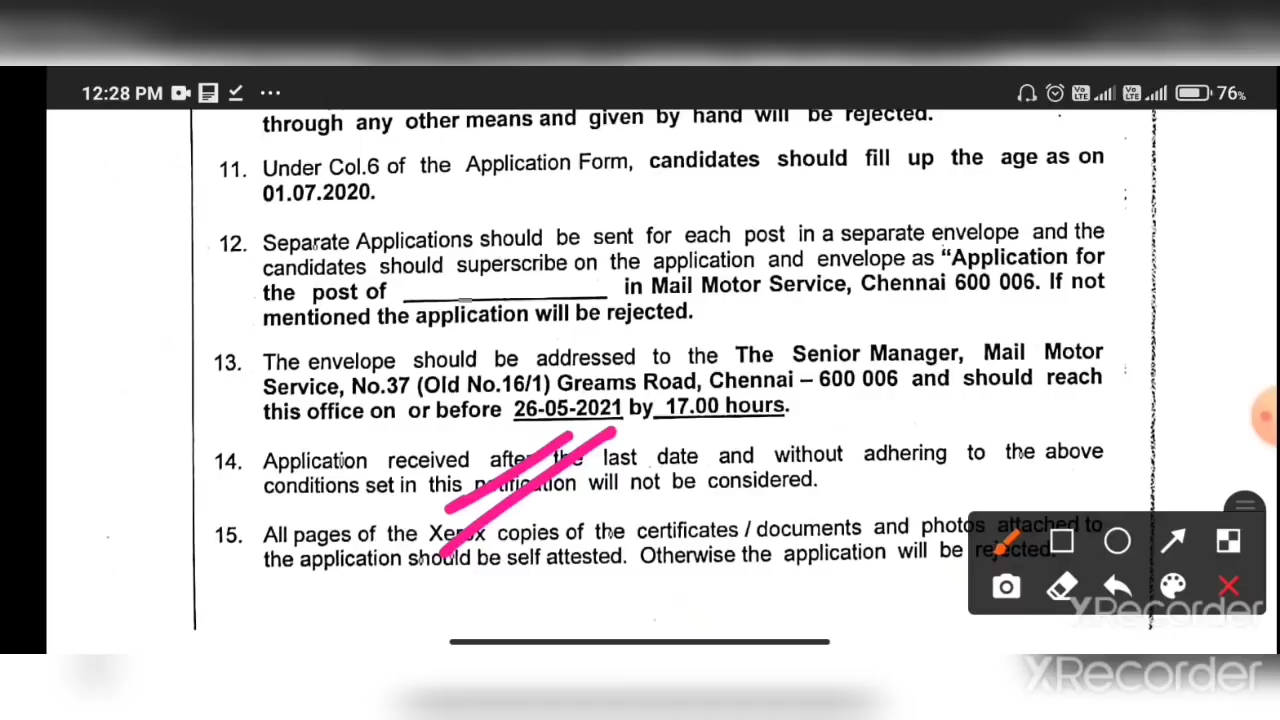 12:28 PM
76%
through any other means and given by hand will be rejected.
11. Under Col.6 of the Application Form, candidates should fill up the age as on
01.07.2020.
12. Separate Applications should be sent for each post in a separate envelope and the
candidates should superscribe on the application and envelope as “Application for
the post of _______________ in Mail Motor Service, Chennai 600 006. If not
mentioned the application will be rejected.
13. The envelope should be addressed to the The Senior Manager, Mail Motor
Service, No.37 (Old No.16/1) Greams Road, Chennai – 600 006 and should reach
this office on or before 26-05-2021 by 17.00 hours.
14. Application received after the last date and without adhering to the above
conditions set in this notification will not be considered.
15. All pages of the Xerox copies of the certificates / documents and photos attached to
the application should be self attested. Otherwise the application will be rejected.
XRecorder
XRecorder